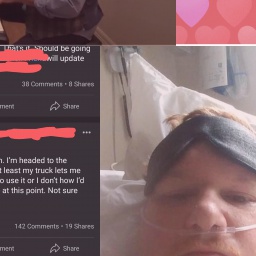 That's it. Should be going
will update
38 Comments • 8 Shares
ment
Share
n. I'm headed to the
t least my truck lets me
o use it or I don't how I'd
at this point. Not sure
142 Comments • 19 Shares
ment
Share